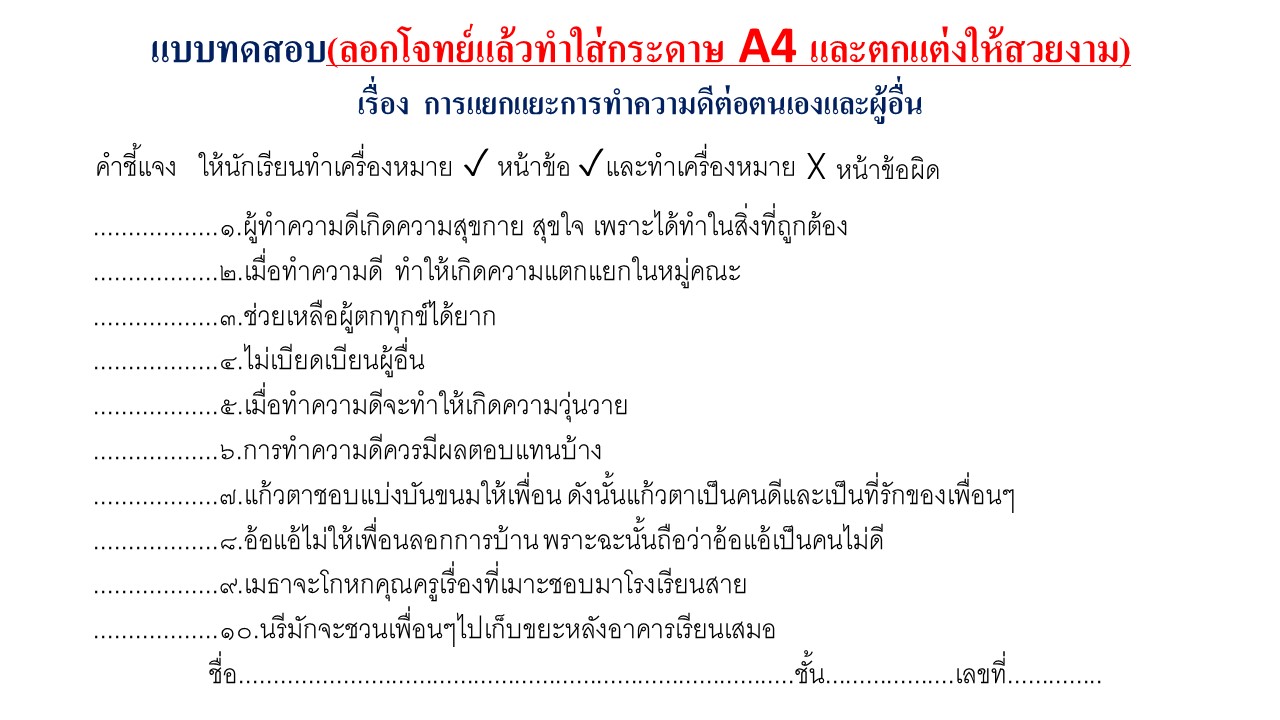 แบบทดสอบ(ลอกโจทย์แล้วทำใส่กระดาษ A4 และตกแต่งให้สวยงาม)
เรื่อง การแยกแยะการทำความดีต่อตนเองและผู้อื่น
คำชี้แจง ให้นักเรียนทำเครื่องหมาย ✓ หน้าข้อ ✓และทำเครื่องหมาย X หน้าข้อผิด
..................๑.ผู้ทำความดีเกิดความสุขกาย สุขใจ เพราะได้ทำในสิ่งที่ถูกต้อง
..................๒.เมื่อทำความดี ทำให้เกิดความแตกแยกในหมู่คณะ
..................๓.ช่วยเหลือผู้ตกทุกข์ได้ยาก
..................๔.ไม่เบียดเบียนผู้อื่น
..................๕.เมื่อทำความดีจะทำให้เกิดความวุ่นวาย
..................๖.การทำความดีควรมีผลตอบแทนบ้าง
..................๗.แก้วตาชอบแบ่งบันขนมให้เพื่อน ดังนั้นแก้วตาเป็นคนดีและเป็นที่รักของเพื่อนๆ
..................๘.อ้อแอ้ไม่ให้เพื่อนลอกการบ้าน พราะฉะนั้นถือว่าอ้อแอ้เป็นคนไม่ดี
..................๙.เมธาจะโกหกคุณครูเรื่องที่เมาะชอบมาโรงเรียนสาย
..................๑๐.นรีมักจะชวนเพื่อนๆไปเก็บขยะหลังอาคารเรียนเสมอ
ชื่อ................................................................................ชั้น...................เลขที่..............